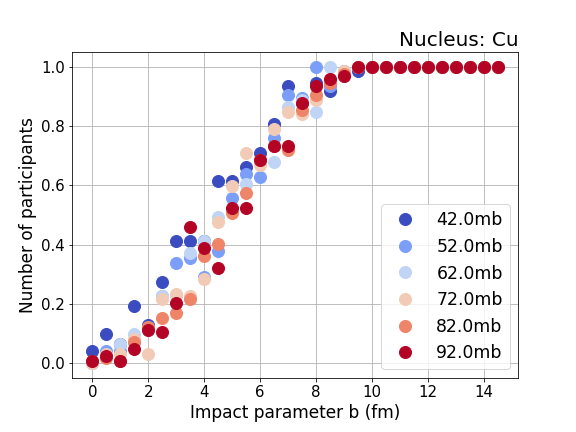 Nucleus: Cu
Number of participants
1.0
0.8
0.6
0.4
0.2
0.0
42.0mb
52.0mb
62.0mb
72.0mb
82.0mb
92.0mb
0 2 4 6 8 10 12 14
Impact parameter b (fm)